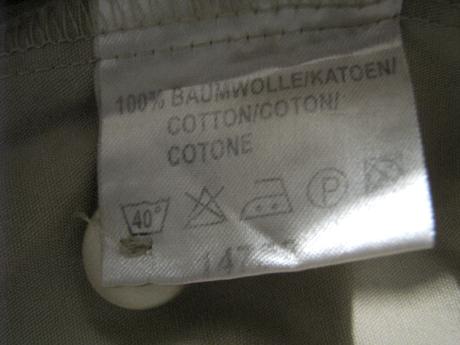 100% BAUMWOLLE/KATOEN/
COTTON/COTON/
COTONE
40° P